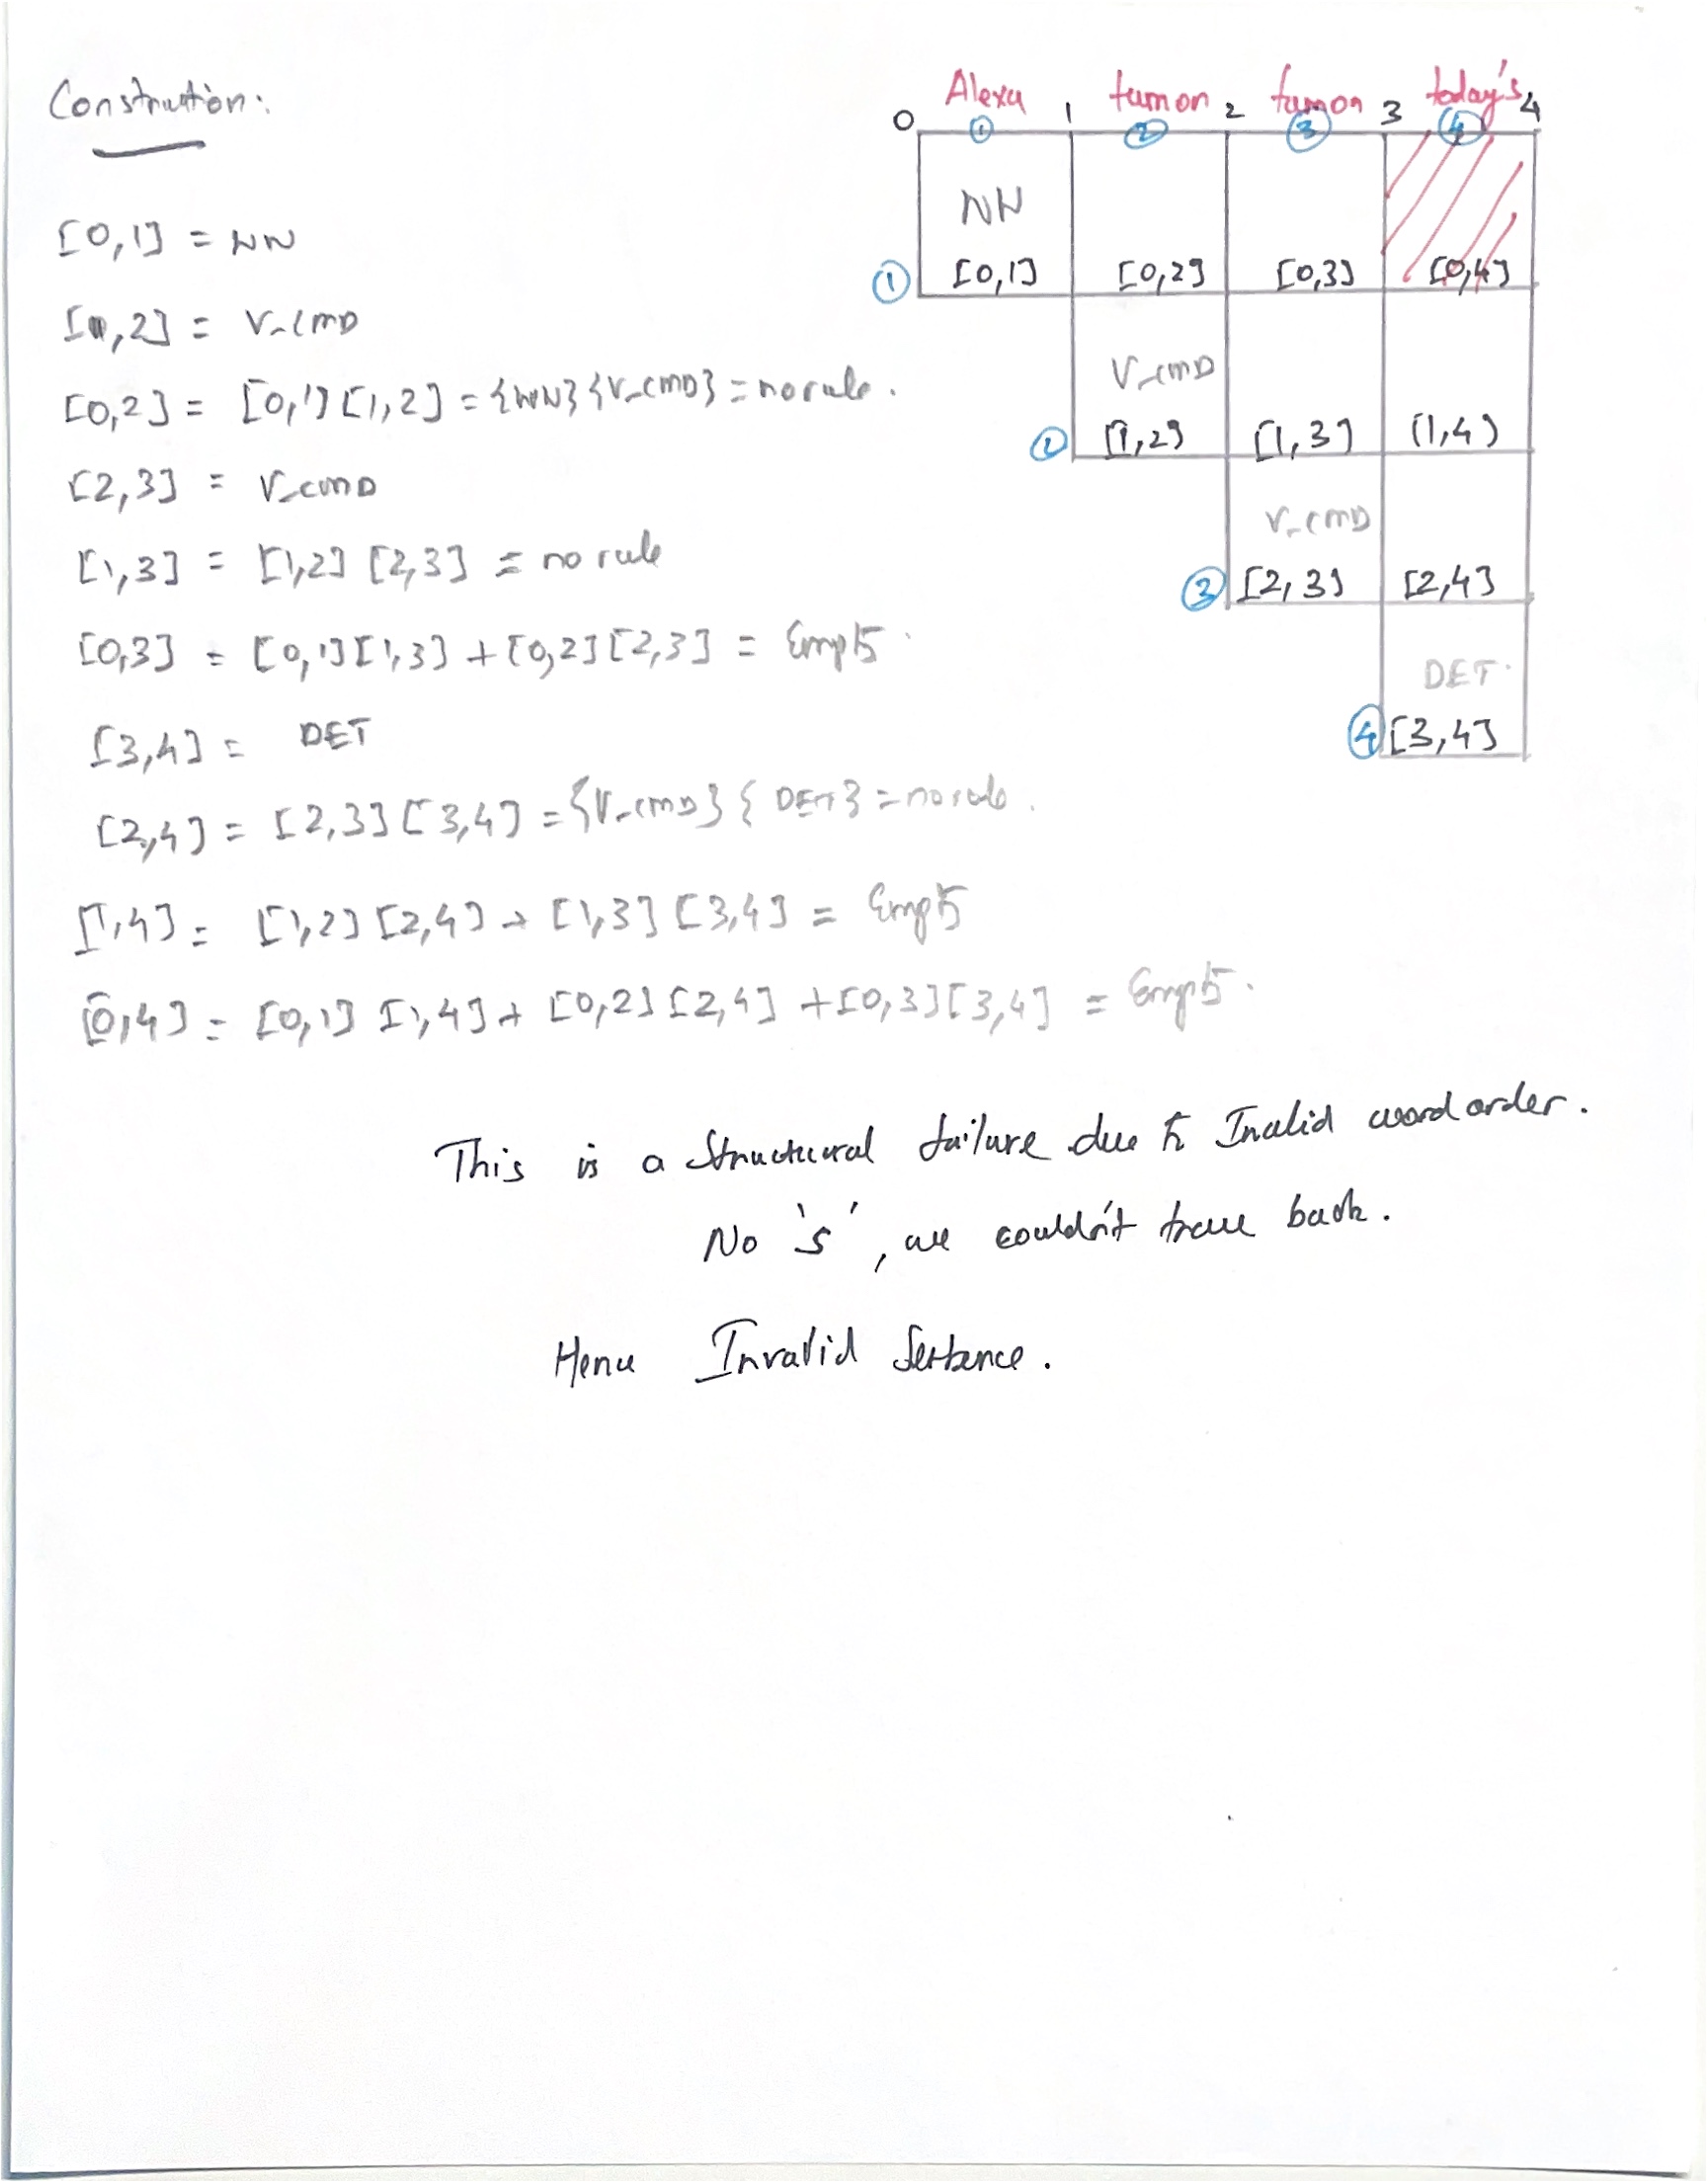 Construction:
0 Alexa 1 turnon 2 turnon 3 today's 4
① ② ③ ④
NN
① [0,1] [0,2] [0,3] [0,4]
V_CMD
② [1,2] [1,3] (1,4)
V_CMD
③ [2,3] [2,4]
DET
④ [3,4]
[0,1] = NN
[1,2] = V_CMD
[0,2] = [0,1] [1,2] = {NN} {V_CMD} = no rule.
[2,3] = V_CMD
[1,3] = [1,2] [2,3] = no rule
[0,3] = [0,1] [1,3] + [0,2] [2,3] = Empty.
[3,4] = DET
[2,4] = [2,3] [3,4] = {V_CMD} {DET} = no rule.
[1,4] = [1,2] [2,4] + [1,3] [3,4] = Empty
[0,4] = [0,1] [1,4] + [0,2] [2,4] + [0,3] [3,4] = Empty.
This is a Structural failure due to Invalid word order.
No 's', we couldn't trace back.
Hence Invalid Sentence.